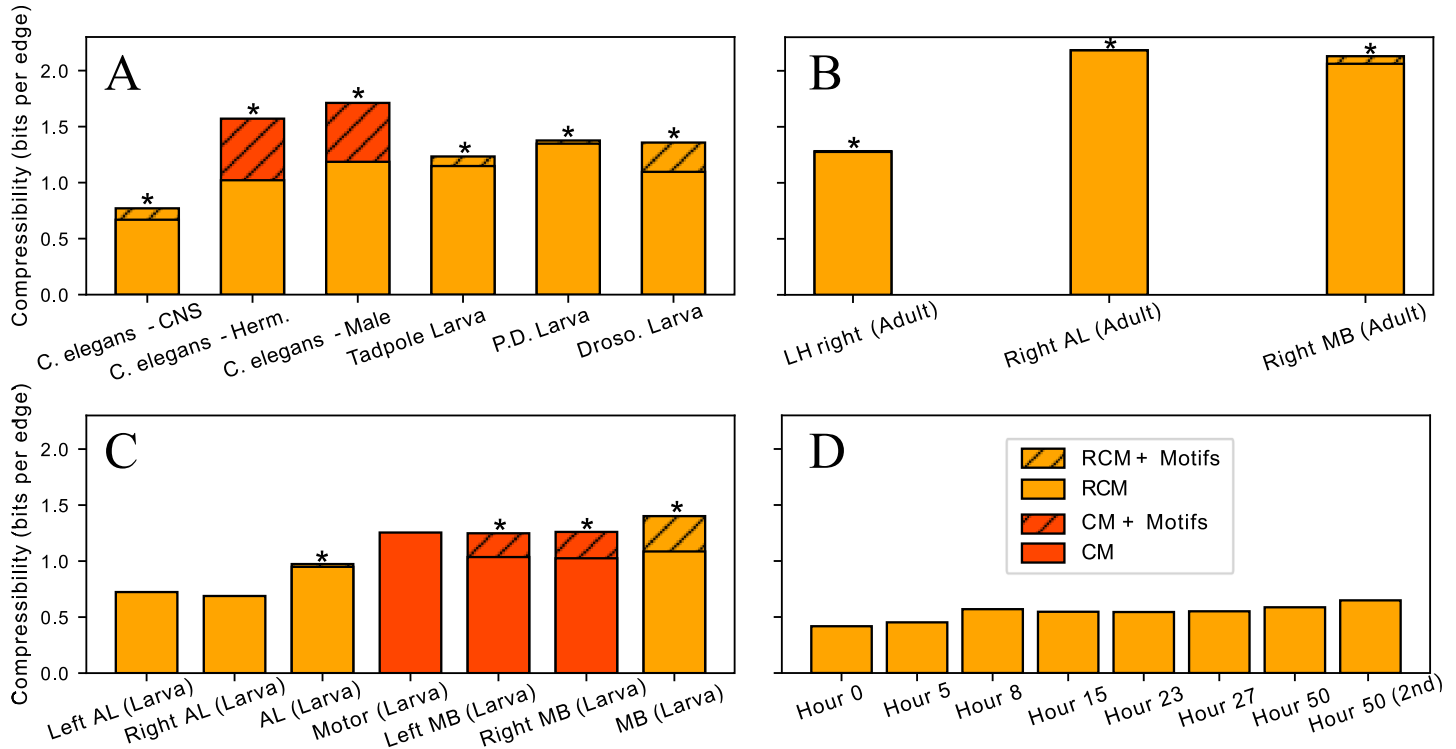 A
Compressibility (bits per edge)
2.0
1.5
1.0
0.5
0.0
* * * * * *
C. elegans - CNS
C. elegans - Herm.
C. elegans - Male
Tadpole Larva
P.D. Larva
Droso. Larva
B
* * *
LH right (Adult)
Right AL (Adult)
Right MB (Adult)
C
Compressibility (bits per edge)
2.0
1.5
1.0
0.5
0.0
* * * *
Left AL (Larva)
Right AL (Larva)
AL (Larva)
Motor (Larva)
Left MB (Larva)
Right MB (Larva)
MB (Larva)
D
RCM + Motifs
RCM
CM + Motifs
CM
Hour 0
Hour 5
Hour 8
Hour 15
Hour 23
Hour 27
Hour 50
Hour 50 (2nd)